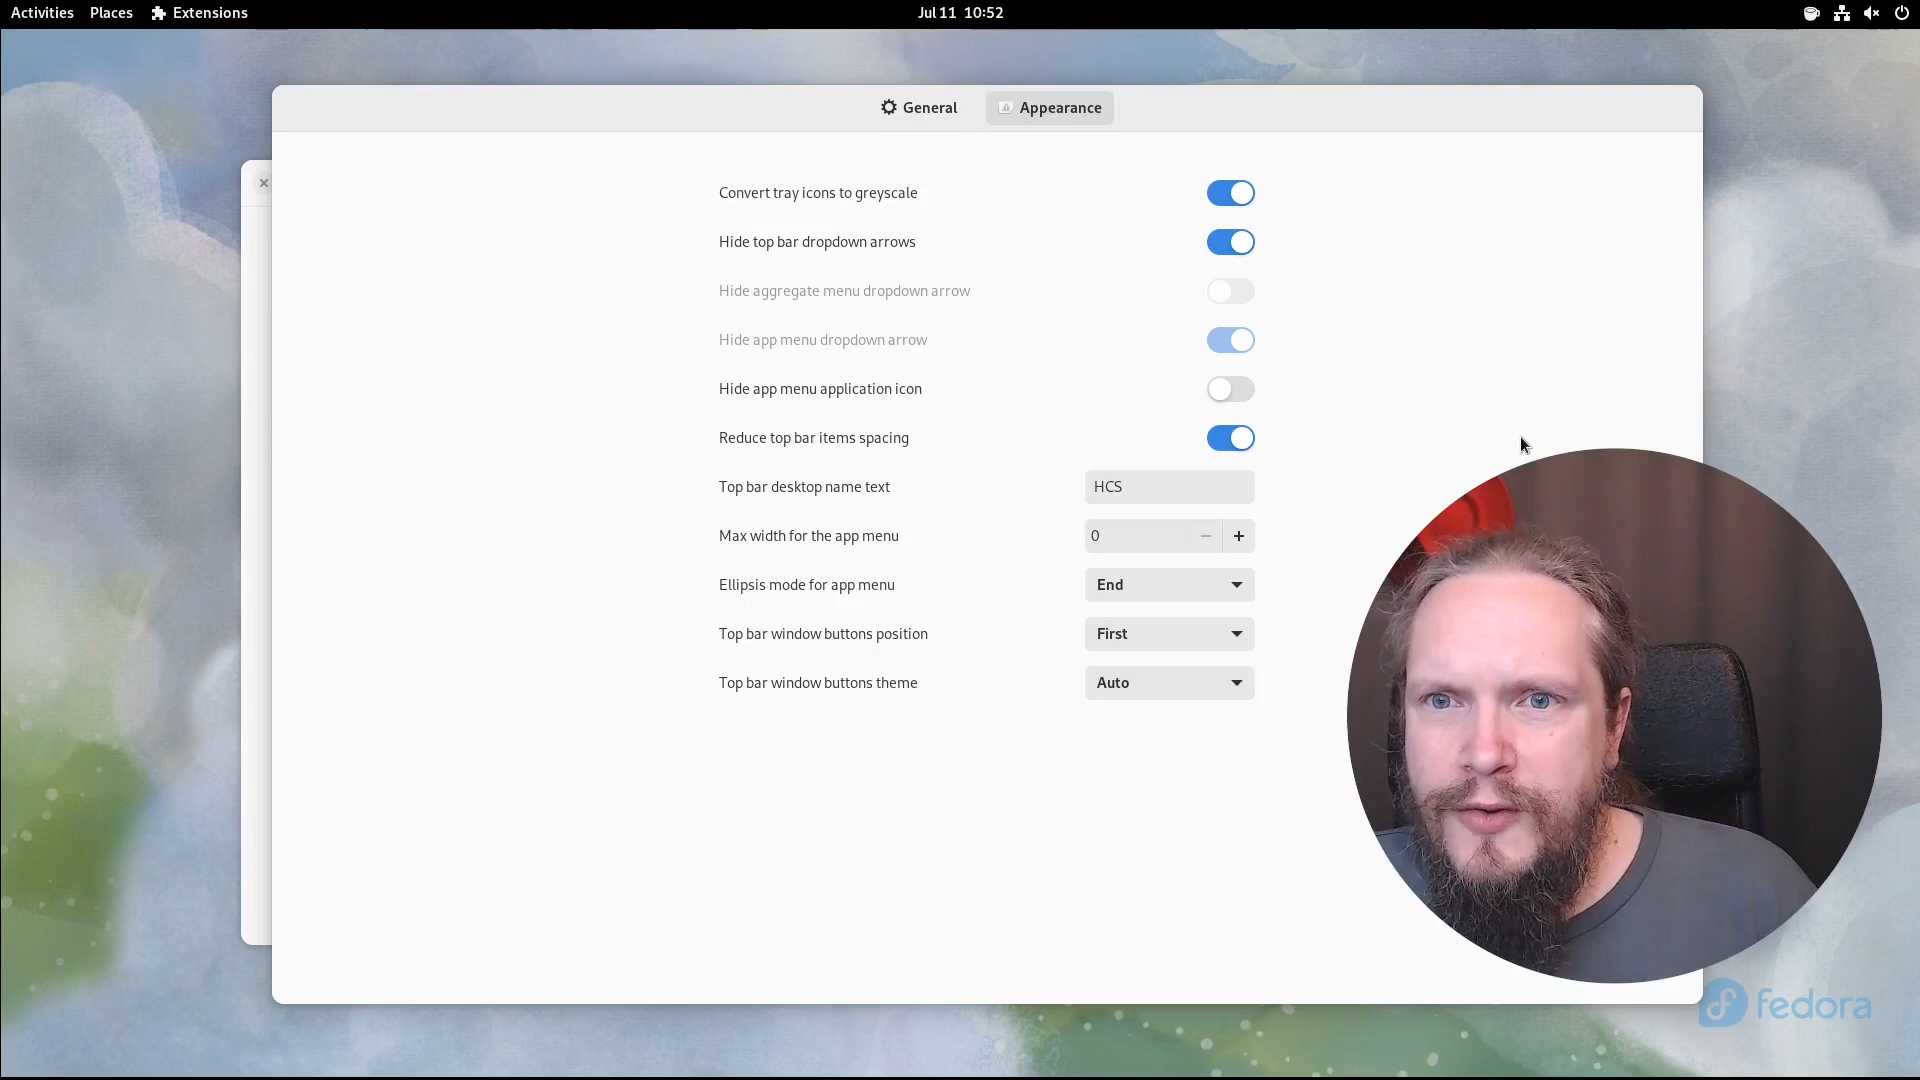 Activities Places Extensions Jul 11 10:52
General Appearance
Convert tray icons to greyscale
Hide top bar dropdown arrows
Hide aggregate menu dropdown arrow
Hide app menu dropdown arrow
Hide app menu application icon
Reduce top bar items spacing
Top bar desktop name text HCS
Max width for the app menu 0 − +
Ellipsis mode for app menu End
Top bar window buttons position First
Top bar window buttons theme Auto
fedora